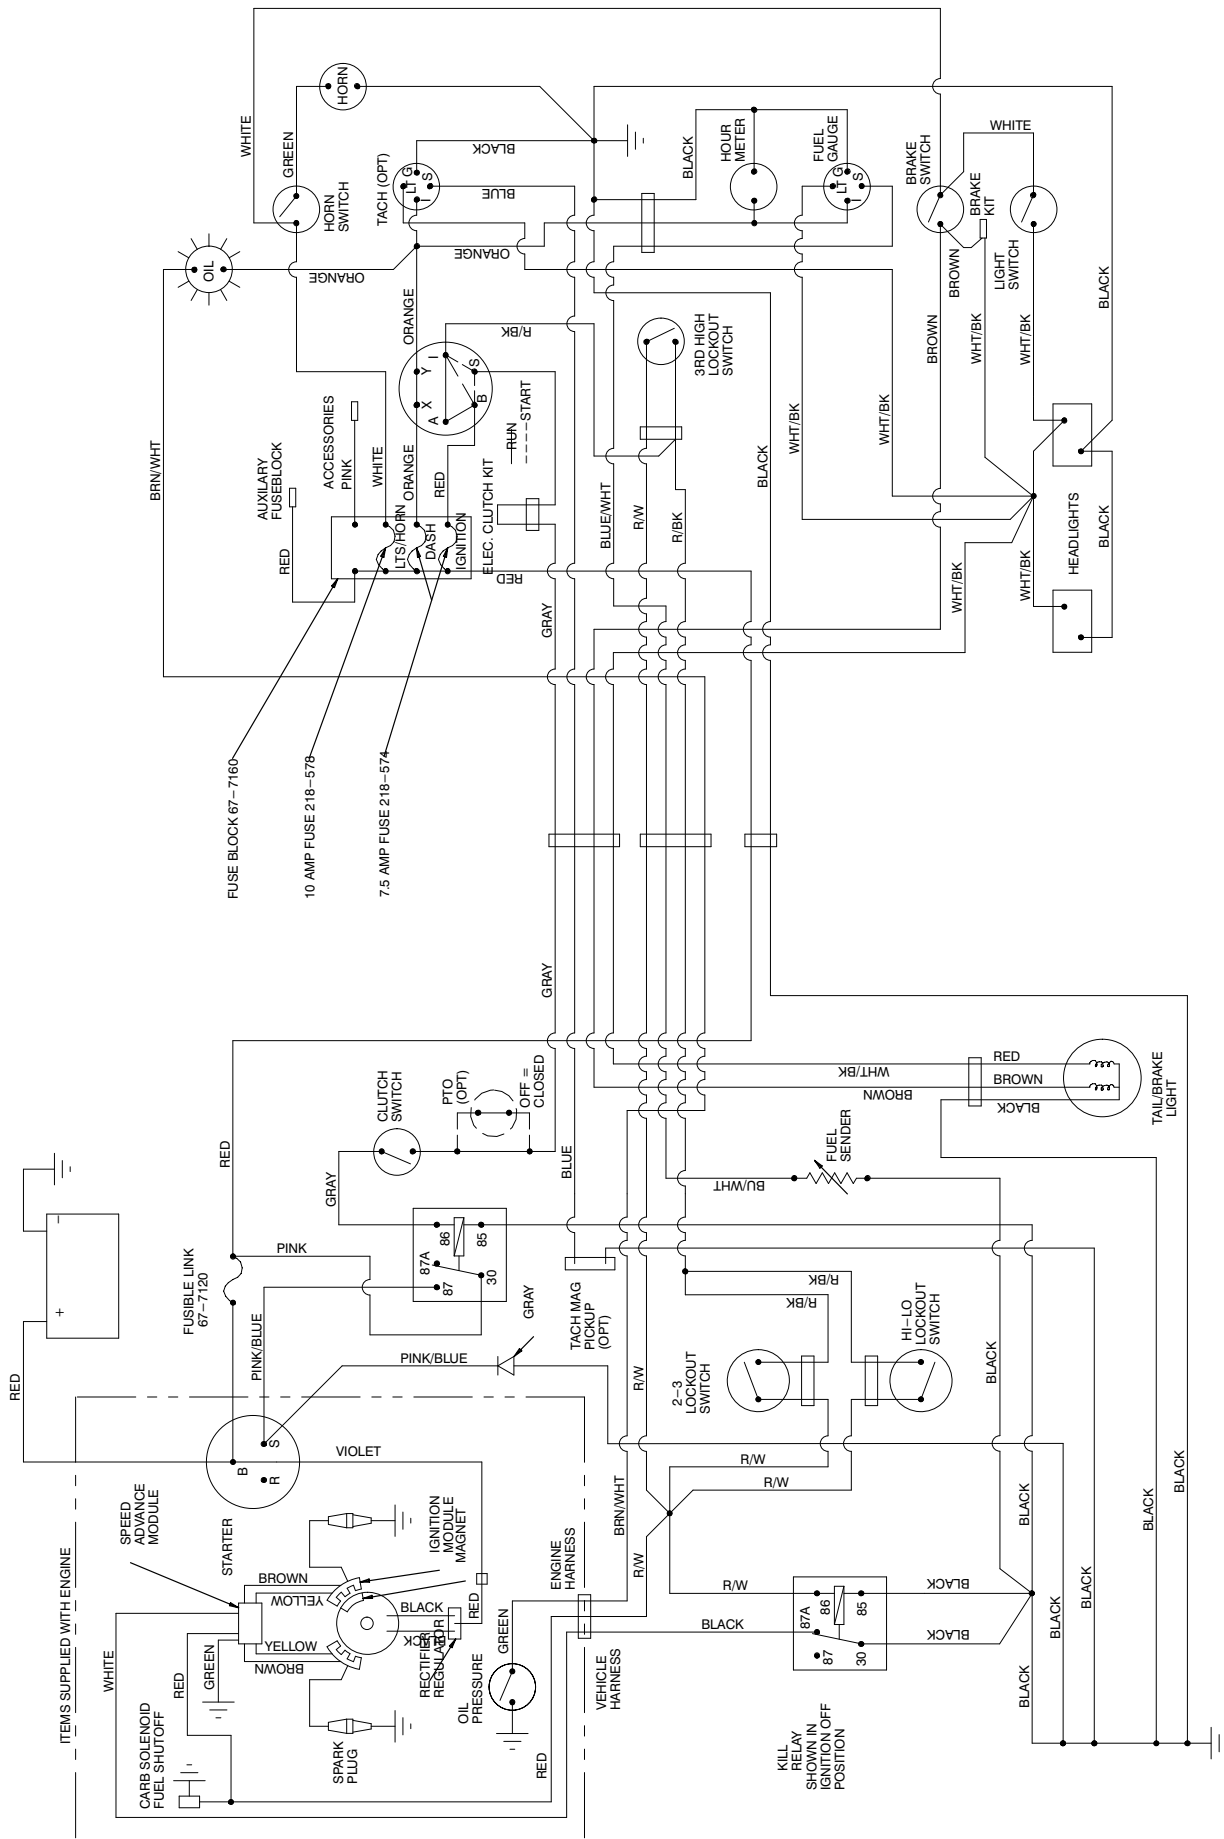 WHITE
HORN
GREEN
HORN
SWITCH
OIL
ORANGE
TACH (OPT)
LT G
S
I
BLACK
BLUE
ORANGE
BLACK
HOUR
METER
FUEL
GAUGE
LT G
S
I
BRAKE
SWITCH
WHITE
BRAKE
KIT
BROWN
LIGHT
SWITCH
BLACK
BRN/WHT
AUXILARY
FUSEBLOCK
RED
ACCESSORIES
PINK
WHITE
ORANGE
RED
LTS/HORN
DASH
IGNITION
ORANGE
A
X
Y
I
B
S
R/BK
RUN
START
ELEC. CLUTCH KIT
RED
GRAY
3RD HIGH
LOCKOUT
SWITCH
BLUE/WHT
R/W
R/BK
BLACK
WHT/BK
WHT/BK
BROWN
WHT/BK
WHT/BK
WHT/BK
WHT/BK
HEADLIGHTS
BLACK
FUSE BLOCK 67–7160
10 AMP FUSE 218–578
7.5 AMP FUSE 218–574
GRAY
RED
CLUTCH
SWITCH
PTO
(OPT)
OFF =
CLOSED
GRAY
BLUE
WHT/BK
BROWN
RED
BROWN
BLACK
TAIL/BRAKE
LIGHT
FUEL
SENDER
BU/WHT
–
+
RED
FUSIBLE LINK
67–7120
PINK
PINK/BLUE
87A
86
85
87
30
GRAY
PINK/BLUE
TACH MAG
PICKUP
(OPT)
R/BK
R/BK
HI–LO
LOCKOUT
SWITCH
2–3
LOCKOUT
SWITCH
R/W
BLACK
ITEMS SUPPLIED WITH ENGINE
SPEED
ADVANCE
MODULE
STARTER
B
S
R
VIOLET
IGNITION
MODULE
MAGNET
BROWN
YELLOW
YELLOW
BROWN
BLACK
BLACK
RED
RECTIFIER
REGULATOR
WHITE
RED
GREEN
CARB SOLENOID
FUEL SHUTOFF
SPARK
PLUG
OIL
PRESSURE
GREEN
RED
ENGINE
HARNESS
VEHICLE
HARNESS
BRN/WHT
R/W
R/W
R/W
R/W
BLACK
87A
86
85
87
30
BLACK
BLACK
KILL
RELAY
SHOWN IN
IGNITION OFF
POSITION
BLACK
BLACK
BLACK
BLACK
BLACK
BLACK